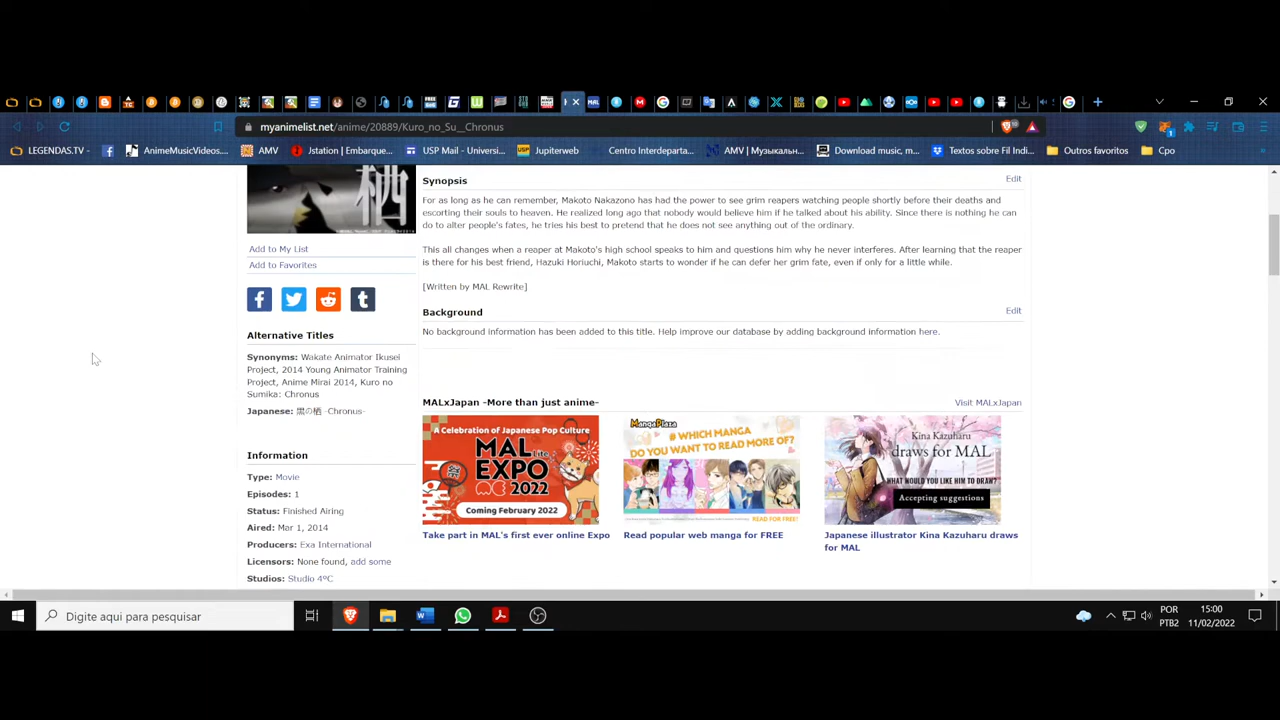 myanimelist.net/anime/20889/Kuro_no_Su__Chronus
LEGENDAS.TV
AnimeMusicVideos...
AMV
Jstation | Embarque...
USP Mail - Universi...
Jupiterweb
Centro Interdeparta...
AMV | Музыкальн...
Download music, m...
Textos sobre Fil Ind...
Outros favoritos
Cpo
栖
Add to My List
Add to Favorites
Alternative Titles
Synonyms: Wakate Animator Ikusei
Project, 2014 Young Animator Training
Project, Anime Mirai 2014, Kuro no
Sumika: Chronus
Japanese: 黒の栖 -Chronus-
Information
Type: Movie
Episodes: 1
Status: Finished Airing
Aired: Mar 1, 2014
Producers: Exa International
Licensors: None found, add some
Studios: Studio 4°C
Synopsis
Edit
For as long as he can remember, Makoto Nakazono has had the power to see grim reapers watching people shortly before their deaths and
escorting their souls to heaven. He realized long ago that nobody would believe him if he talked about his ability. Since there is nothing he can
do to alter people's fates, he tries his best to pretend that he does not see anything out of the ordinary.
This all changes when a reaper at Makoto's high school speaks to him and questions him why he never interferes. After learning that the reaper
is there for his best friend, Hazuki Horiuchi, Makoto starts to wonder if he can defer her grim fate, even if only for a little while.
[Written by MAL Rewrite]
Background
Edit
No background information has been added to this title. Help improve our database by adding background information here.
MALxJapan -More than just anime-
Visit MALxJapan
A Celebration of Japanese Pop Culture
MAL
EXPO
Lite
2022
Coming February 2022
Take part in MAL's first ever online Expo
MangaPlaza
# WHICH MANGA
DO YOU WANT TO READ MORE OF?
READ FOR FREE!
Read popular web manga for FREE
Kina Kazuharu
draws for MAL
WHAT WOULD YOU LIKE HIM TO DRAW?
Accepting suggestions
Japanese illustrator Kina Kazuharu draws
for MAL
Digite aqui para pesquisar
POR
PTB2
15:00
11/02/2022